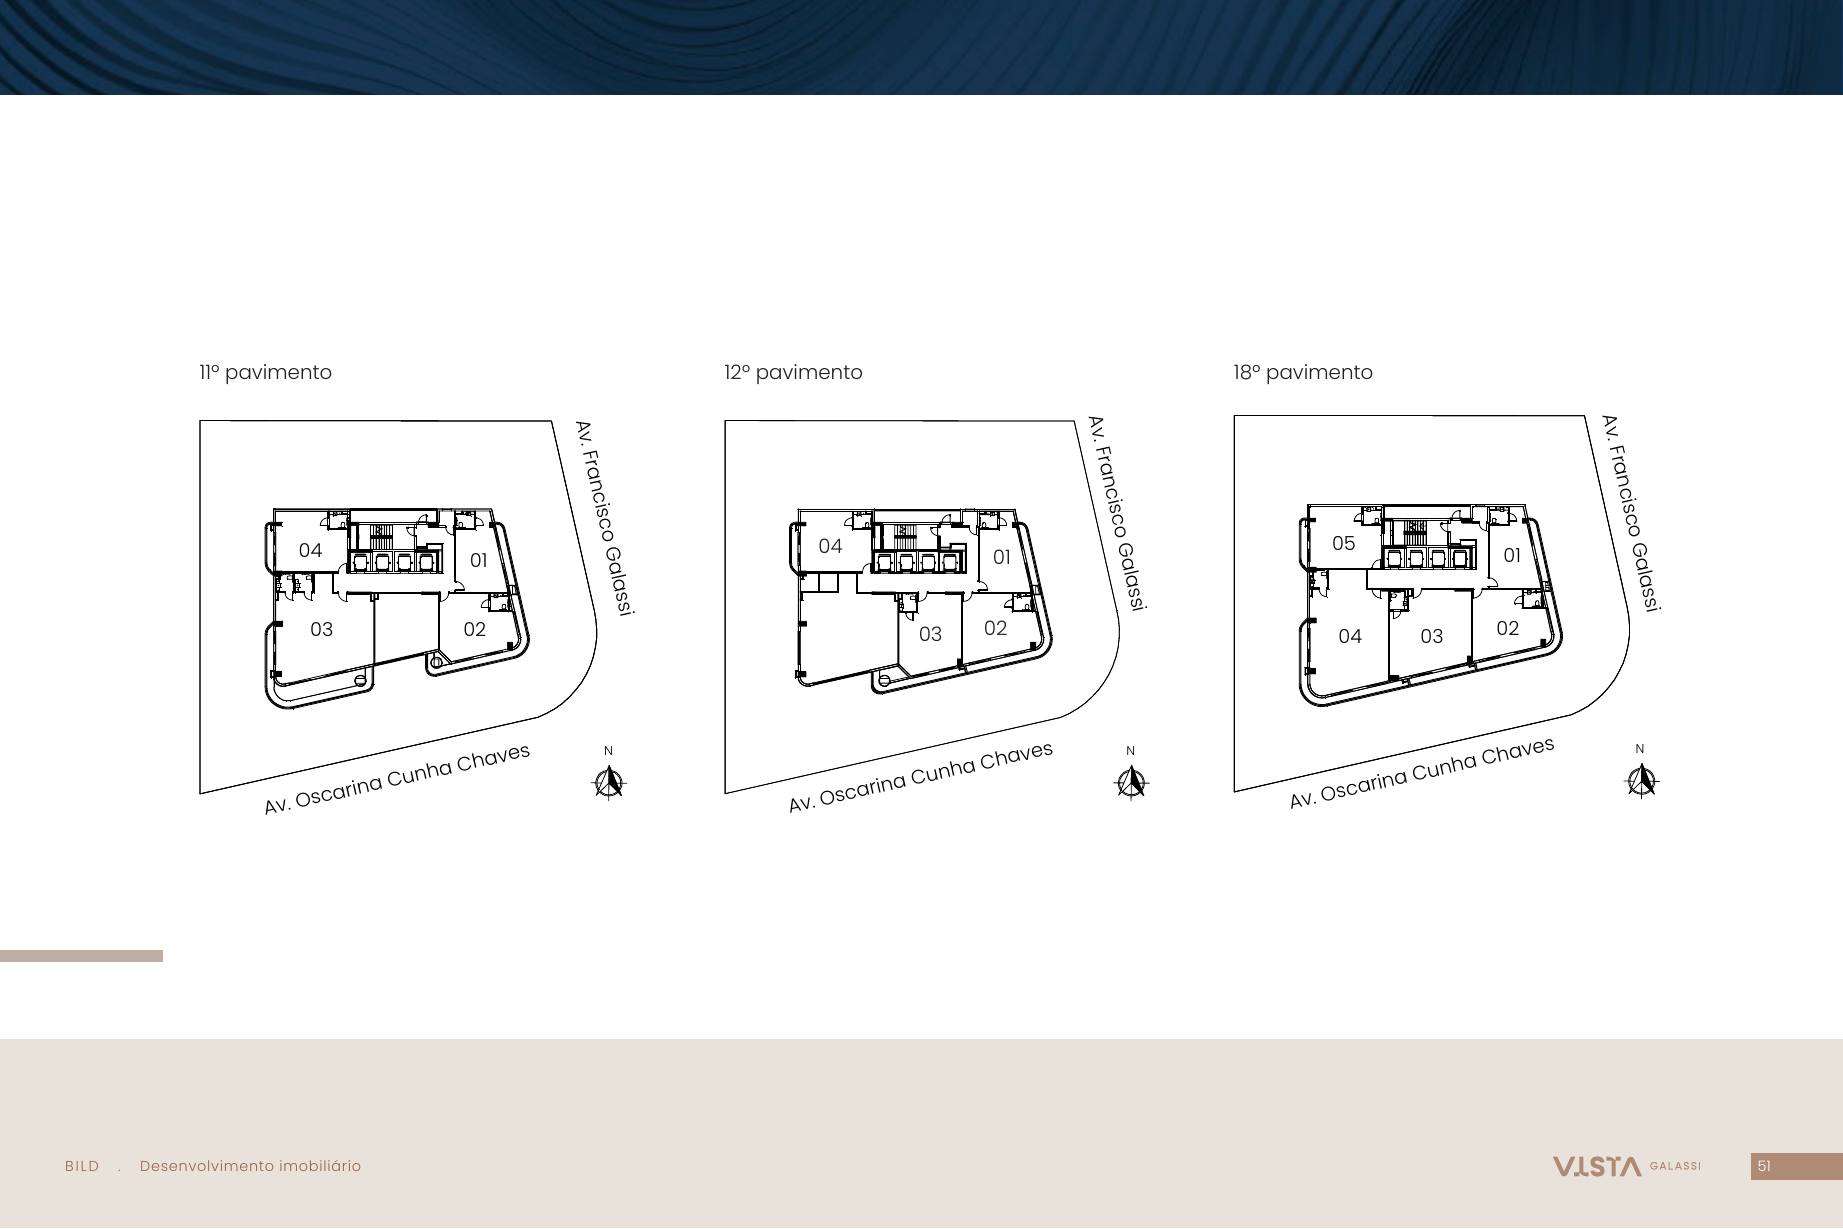 11º pavimento
04
01
03
02
Av. Francisco Galassi
Av. Oscarina Cunha Chaves
N
12º pavimento
04
01
03
02
Av. Francisco Galassi
Av. Oscarina Cunha Chaves
N
18º pavimento
05
01
04
03
02
Av. Francisco Galassi
Av. Oscarina Cunha Chaves
N
BILD . Desenvolvimento imobiliário
VISTA GALASSI
51